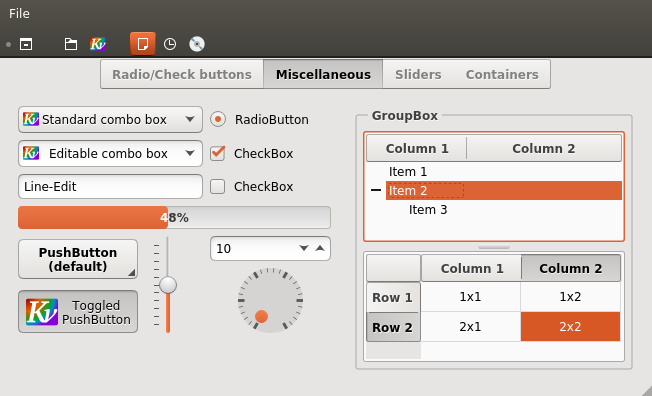 File
Radio/Check buttons
Miscellaneous
Sliders
Containers
Standard combo box
RadioButton
Editable combo box
CheckBox
Line-Edit
CheckBox
48%
PushButton
(default)
10
Toggled
PushButton
GroupBox
Column 1
Column 2
Item 1
Item 2
Item 3
Column 1
Column 2
Row 1
1x1
1x2
Row 2
2x1
2x2